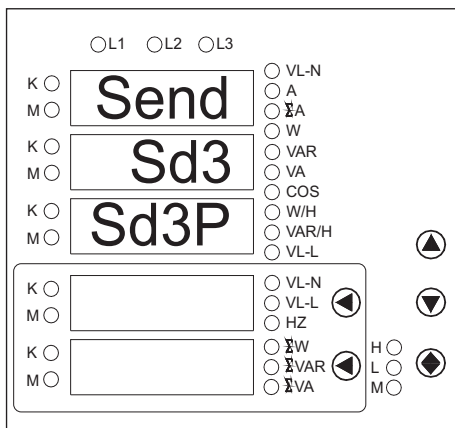 L1 L2 L3
K
M
Send
VL-N
A
ΣA
W
K
M
Sd3
VAR
VA
COS
K
M
Sd3P
W/H
VAR/H
VL-L
K
M
VL-N
VL-L
HZ
K
M
ΣW
ΣVAR
ΣVA
H
L
M